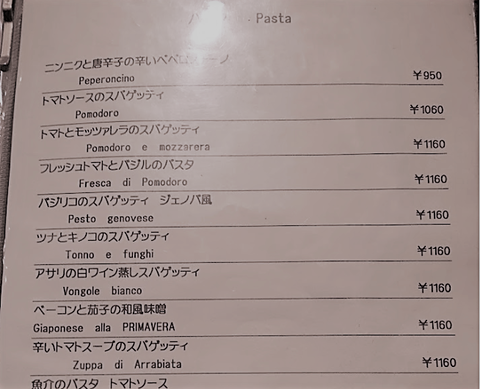 Pasta
ニンニクと唐辛子の辛いペペロンチーノ
Peperoncino ￥950
トマトソースのスパゲッティ
Pomodoro ￥1060
トマトとモッツァレラのスパゲッティ
Pomodoro e mozzarera ￥1160
フレッシュトマトとバジルのパスタ
Fresca di Pomodoro ￥1160
バジリコのスパゲッティ ジェノバ風
Pesto genovese ￥1160
ツナとキノコのスパゲッティ
Tonno e funghi ￥1160
アサリの白ワイン蒸しスパゲッティ
Vongole bianco ￥1160
ベーコンと茄子の和風味噌
Giaponese alla PRIMAVERA ￥1160
辛いトマトスープのスパゲッティ
Zuppa di Arrabiata ￥1160
魚介のパスタ トマトソース